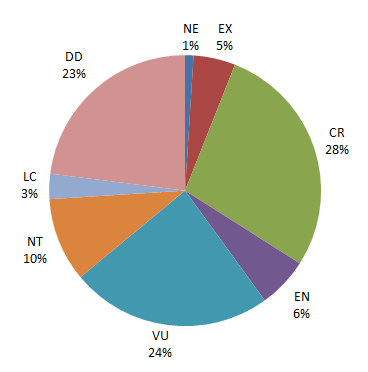 NE
1%
EX
5%
CR
28%
EN
6%
VU
24%
NT
10%
LC
3%
DD
23%